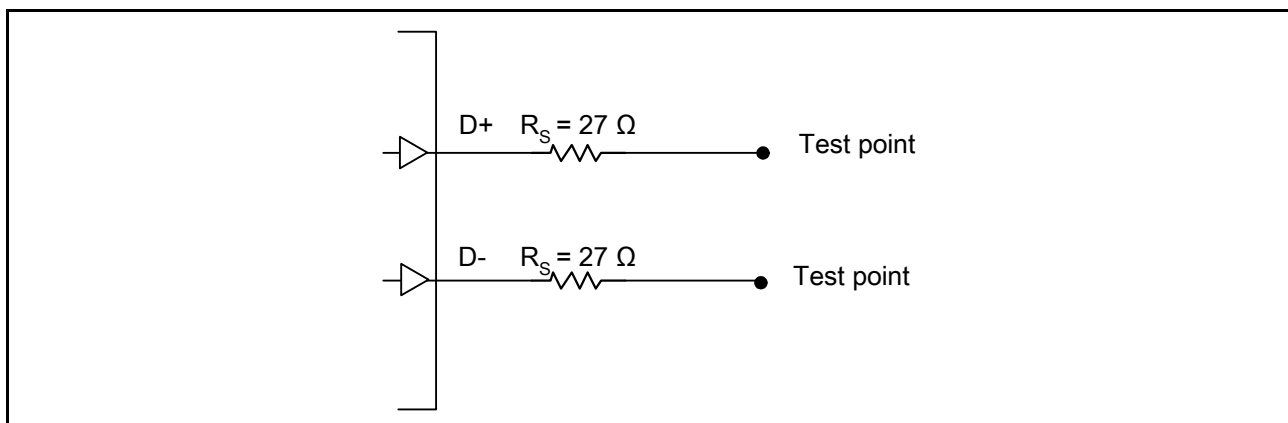 D+ R_S = 27 Ω Test point
D- R_S = 27 Ω Test point